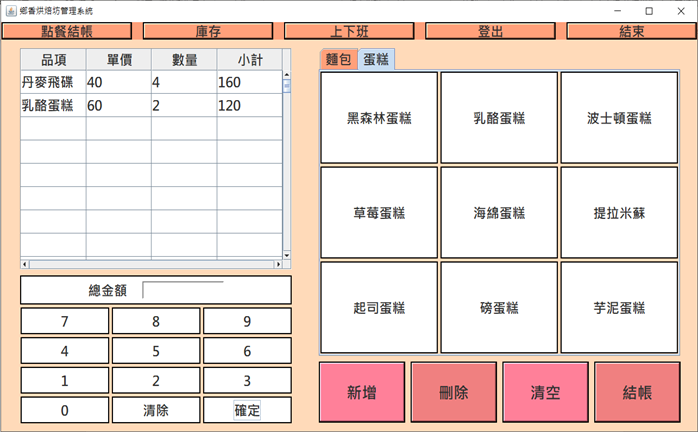 鄉香烘焙坊管理系統
點餐結帳 庫存 上下班 登出 結束
品項 單價 數量 小計
丹麥飛碟 40 4 160
乳酪蛋糕 60 2 120
總金額
7 8 9
4 5 6
1 2 3
0 清除 確定
麵包 蛋糕
黑森林蛋糕 乳酪蛋糕 波士頓蛋糕
草莓蛋糕 海綿蛋糕 提拉米蘇
起司蛋糕 磅蛋糕 芋泥蛋糕
新增 刪除 清空 結帳